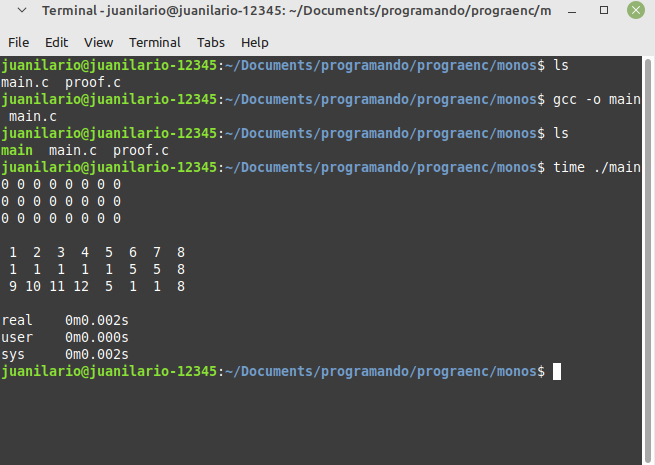 Terminal - juanilario@juanilario-12345: ~/Documents/programando/prograenc/m
File Edit View Terminal Tabs Help
juanilario@juanilario-12345:~/Documents/programando/prograenc/monos$ ls
main.c  proof.c
juanilario@juanilario-12345:~/Documents/programando/prograenc/monos$ gcc -o main
 main.c
juanilario@juanilario-12345:~/Documents/programando/prograenc/monos$ ls
main  main.c  proof.c
juanilario@juanilario-12345:~/Documents/programando/prograenc/monos$ time ./main
0 0 0 0 0 0 0 0
0 0 0 0 0 0 0 0
0 0 0 0 0 0 0 0
 1  2  3  4  5  6  7  8
 1  1  1  1  1  5  5  8
 9 10 11 12  5  1  1  8
real    0m0.002s
user    0m0.000s
sys     0m0.002s
juanilario@juanilario-12345:~/Documents/programando/prograenc/monos$